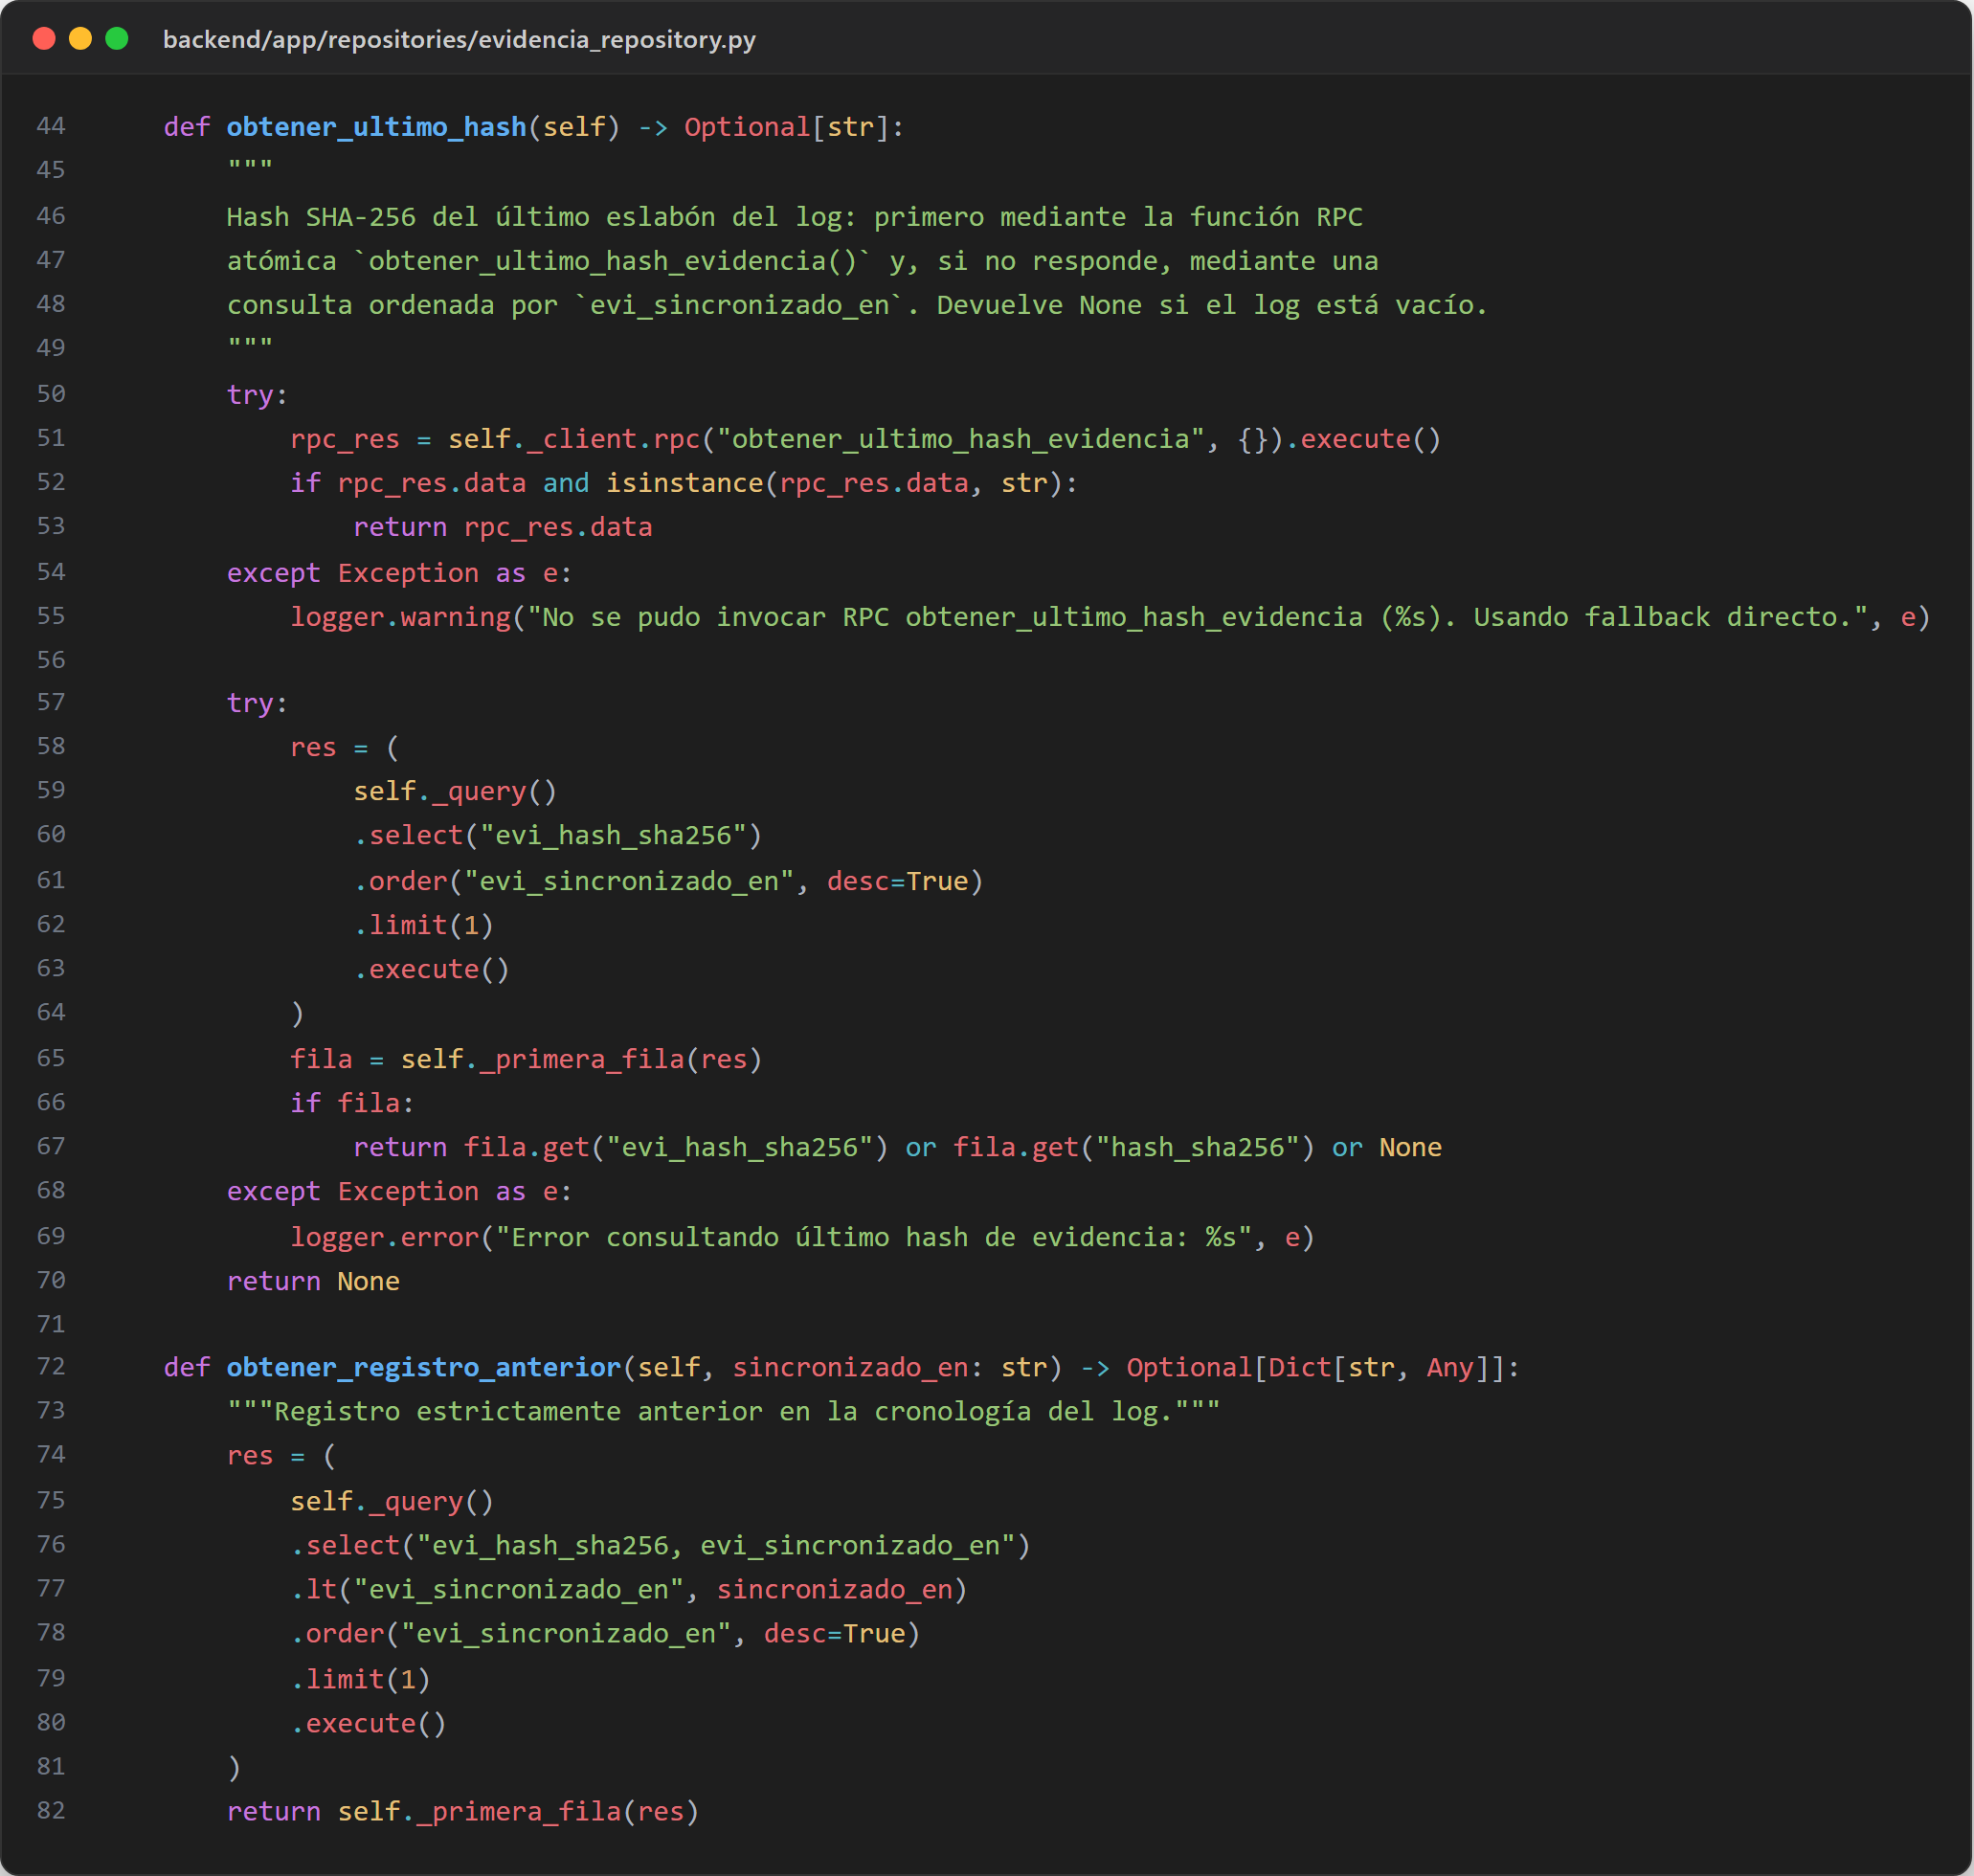 backend/app/repositories/evidencia_repository.py
44 def obtener_ultimo_hash(self) -> Optional[str]:
45 """
46 Hash SHA-256 del último eslabón del log: primero mediante la función RPC
47 atómica `obtener_ultimo_hash_evidencia()` y, si no responde, mediante una
48 consulta ordenada por `evi_sincronizado_en`. Devuelve None si el log está vacío.
49 """
50 try:
51 rpc_res = self._client.rpc("obtener_ultimo_hash_evidencia", {}).execute()
52 if rpc_res.data and isinstance(rpc_res.data, str):
53 return rpc_res.data
54 except Exception as e:
55 logger.warning("No se pudo invocar RPC obtener_ultimo_hash_evidencia (%s). Usando fallback directo.", e)
56
57 try:
58 res = (
59 self._query()
60 .select("evi_hash_sha256")
61 .order("evi_sincronizado_en", desc=True)
62 .limit(1)
63 .execute()
64 )
65 fila = self._primera_fila(res)
66 if fila:
67 return fila.get("evi_hash_sha256") or fila.get("hash_sha256") or None
68 except Exception as e:
69 logger.error("Error consultando último hash de evidencia: %s", e)
70 return None
71
72 def obtener_registro_anterior(self, sincronizado_en: str) -> Optional[Dict[str, Any]]:
73 """Registro estrictamente anterior en la cronología del log."""
74 res = (
75 self._query()
76 .select("evi_hash_sha256, evi_sincronizado_en")
77 .lt("evi_sincronizado_en", sincronizado_en)
78 .order("evi_sincronizado_en", desc=True)
79 .limit(1)
80 .execute()
81 )
82 return self._primera_fila(res)